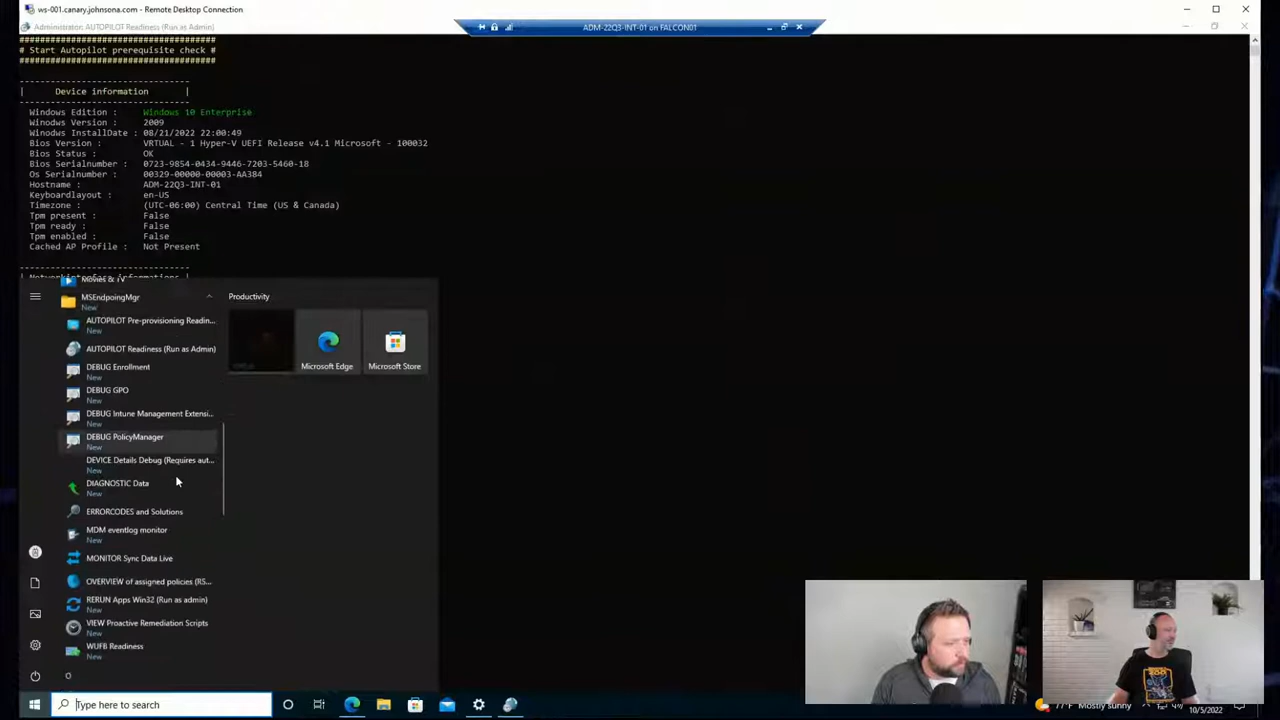 ws-001.canary.johnsona.com - Remote Desktop Connection
Administrator: AUTOPILOT Readiness (Run as Admin)
ADM-22Q3-INT-01 on FALCON01
###########################################
# Start Autopilot prerequisite check #
###########################################
-----------------------------------
| Device information |
-----------------------------------
Windows Edition : Windows 10 Enterprise
Winodws Version : 2009
Winodws InstallDate : 08/21/2022 22:00:49
Bios Version : VRTUAL - 1 Hyper-V UEFI Release v4.1 Microsoft - 100032
Bios Status : OK
Bios Serialnumber : 0723-9854-0434-9446-7203-5460-18
Os Serialnumber : 00329-00000-00003-AA384
Hostname : ADM-22Q3-INT-01
Keyboardlayout : en-US
Timezone : (UTC-06:00) Central Time (US & Canada)
Tpm present : False
Tpm ready : False
Tpm enabled : False
Cached AP Profile : Not Present
-----------------------------------
| Networkinterface informations |
Movies & TV
MSEndpoingMgr
New
AUTOPILOT Pre-provisioning Readin...
New
AUTOPILOT Readiness (Run as Admin)
DEBUG Enrollment
New
DEBUG GPO
New
DEBUG Intune Management Extensi...
New
DEBUG PolicyManager
New
DEVICE Details Debug (Requires aut...
New
DIAGNOSTIC Data
New
ERRORCODES and Solutions
MDM eventlog monitor
New
MONITOR Sync Data Live
OVERVIEW of assigned policies (RS...
RERUN Apps Win32 (Run as admin)
New
VIEW Proactive Remediation Scripts
New
WUFB Readiness
New
O
Productivity
Microsoft Edge
Microsoft Store
Type here to search
77°F Mostly sunny
10/5/2022